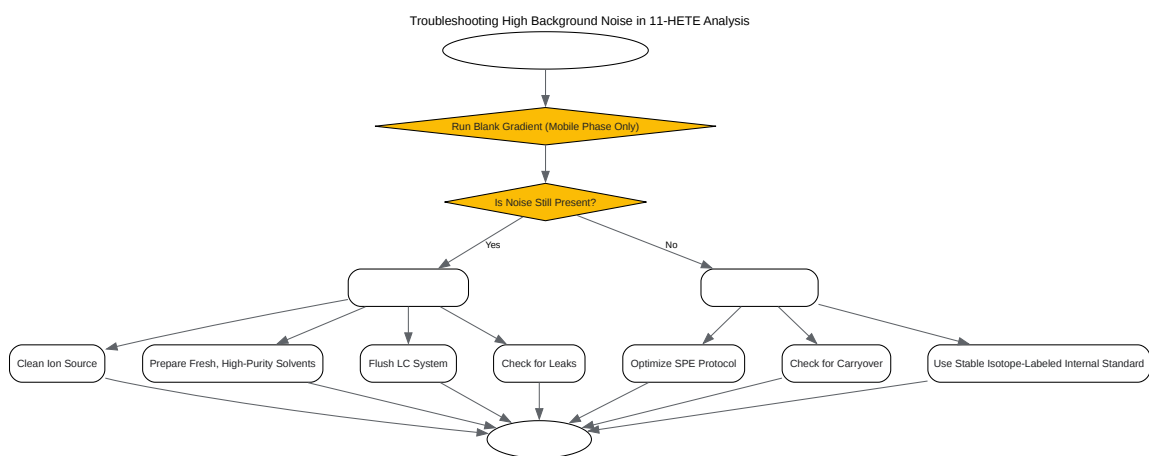 Troubleshooting High Background Noise in 11-HETE Analysis
Run Blank Gradient (Mobile Phase Only)
Is Noise Still Present?
Yes
No
Clean Ion Source
Prepare Fresh, High-Purity Solvents
Flush LC System
Check for Leaks
Optimize SPE Protocol
Check for Carryover
Use Stable Isotope-Labeled Internal Standard